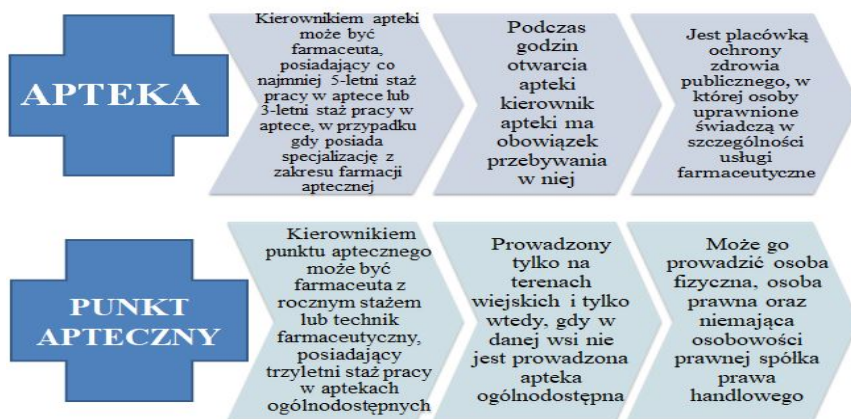 APTEKA
Kierownikiem apteki
może być
farmaceuta,
posiadający co
najmniej 5-letni staż
pracy w aptece lub
3-letni staż pracy w
aptece, w przypadku
gdy posiada
specjalizację z
zakresu farmacji
aptecznej
Podczas
godzin
otwarcia
apteki
kierownik
apteki ma
obowiązek
przebywania
w niej
Jest placówką
ochrony
zdrowia
publicznego, w
której osoby
uprawnione
świadczą w
szczególności
usługi
farmaceutyczne
PUNKT
APTECZNY
Kierownikiem
punktu aptecznego
może być
farmaceuta z
rocznym stażem
lub technik
farmaceutyczny,
posiadający
trzyletni staż pracy
w aptekach
ogólnodostępnych
Prowadzony
tylko na
terenach
wiejskich i tylko
wtedy, gdy w
danej wsi nie
jest prowadzona
apteka
ogólnodostępna
Może go
prowadzić osoba
fizyczna, osoba
prawna oraz
niemająca
osobowości
prawnej spółka
prawa
handlowego